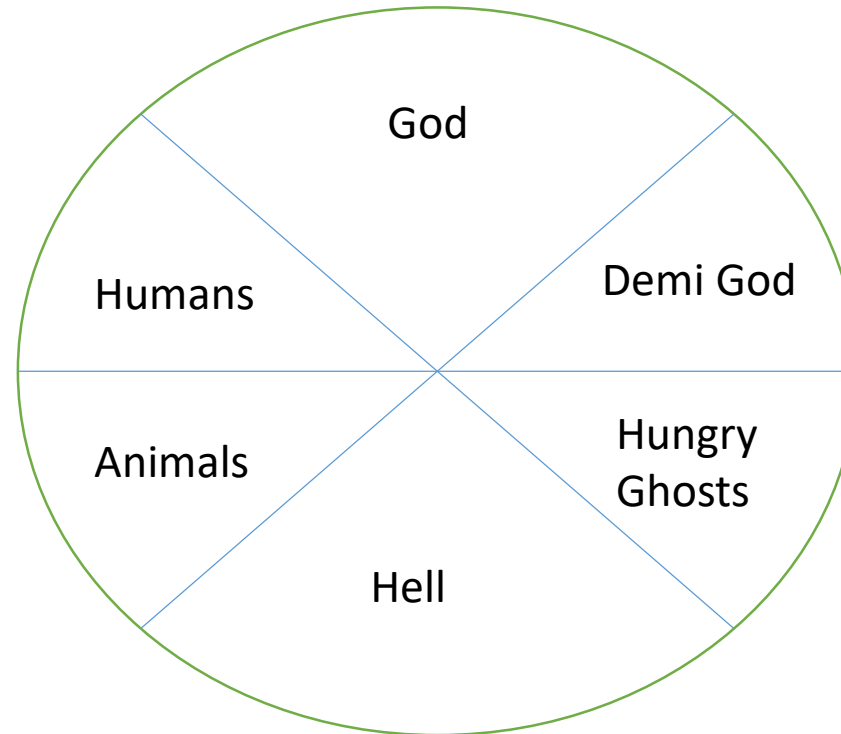 God
Demi God
Humans
Hungry
Ghosts
Animals
Hell